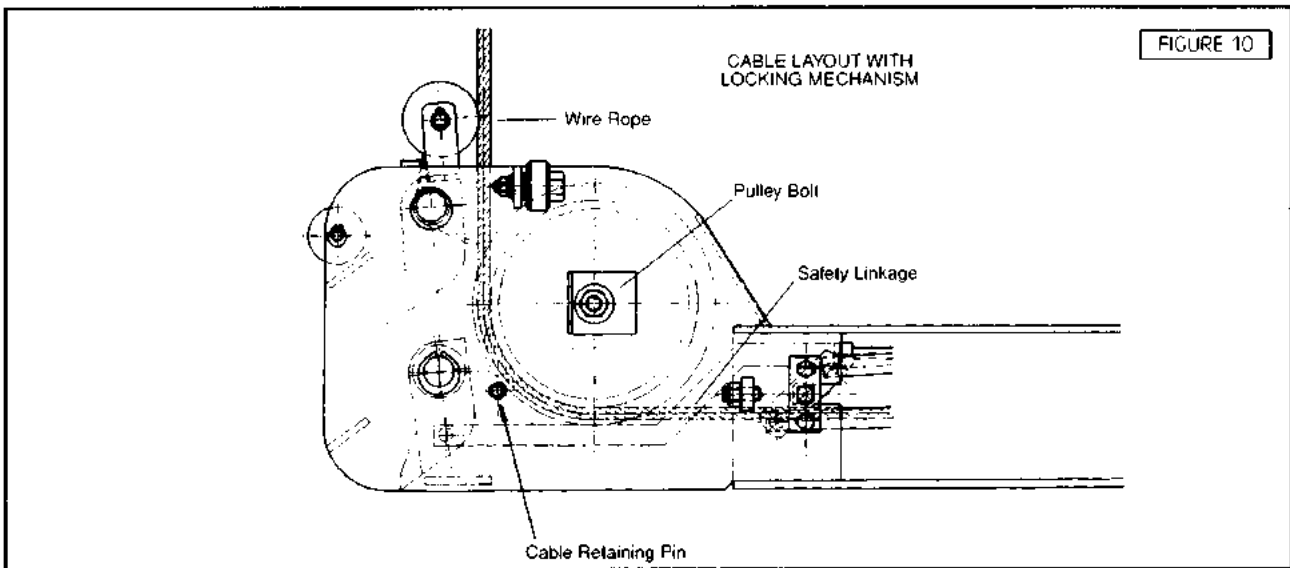 FIGURE 10
CABLE LAYOUT WITH
LOCKING MECHANISM
Wire Rope
Pulley Bolt
Safety Linkage
Cable Retaining Pin